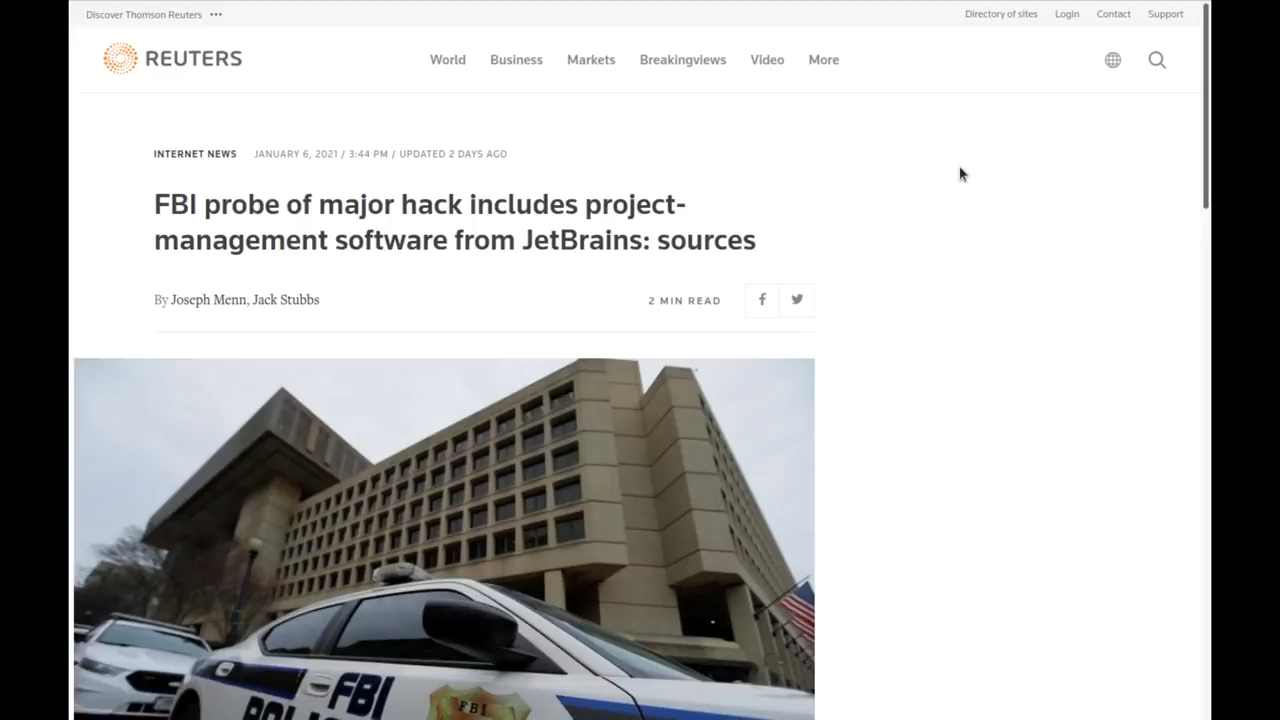 Discover Thomson Reuters ••• Directory of sites Login Contact Support
REUTERS World Business Markets Breakingviews Video More
INTERNET NEWS JANUARY 6, 2021 / 3:44 PM / UPDATED 2 DAYS AGO
FBI probe of major hack includes project-
management software from JetBrains: sources
By Joseph Menn, Jack Stubbs 2 MIN READ
FBI
FBI